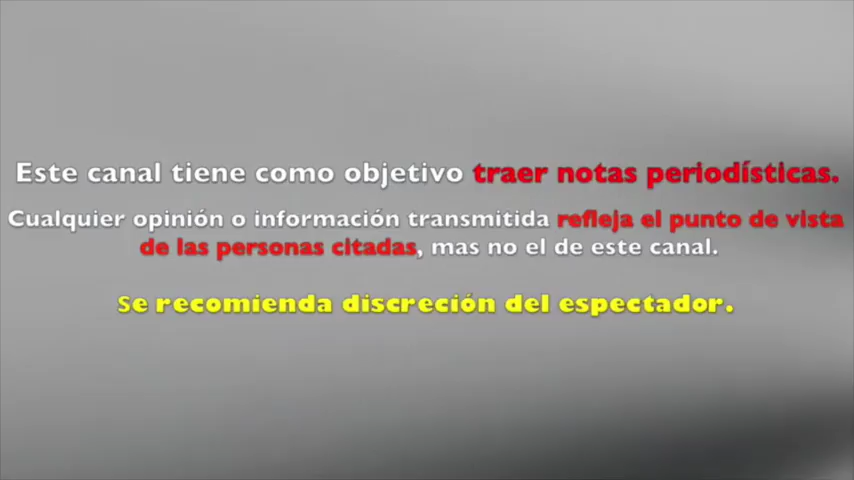 Este canal tiene como objetivo traer notas periodísticas.
Cualquier opinión o información transmitida refleja el punto de vista
de las personas citadas, mas no el de este canal.
Se recomienda discreción del espectador.